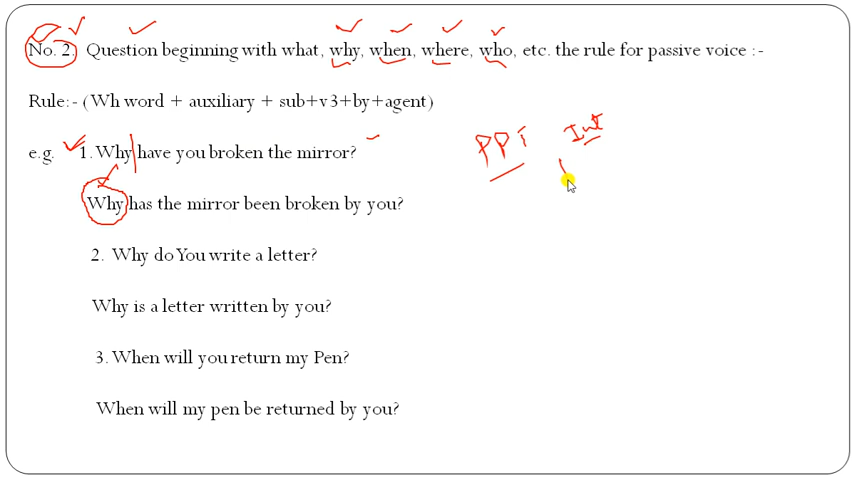 No. 2. Question beginning with what, why, when, where, who, etc. the rule for passive voice :-
Rule:- (Wh word + auxiliary + sub+v3+by+agent)
e.g. 1. Why have you broken the mirror? PPT Int
Why has the mirror been broken by you?
2. Why do You write a letter?
Why is a letter written by you?
3. When will you return my Pen?
When will my pen be returned by you?